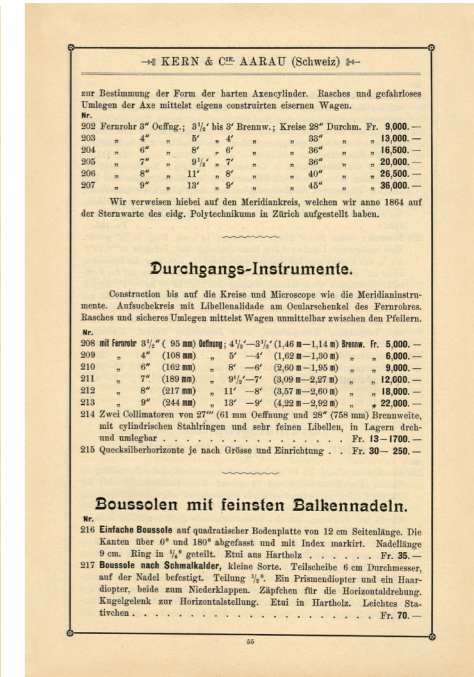 KERN & CIE. AARAU (Schweiz)
zur Bestimmung der Form der harten Axencylinder. Rasches und gefahrloses
Umlegen der Axe mittelst eigens construirten eisernen Wagen.
Nr.
202 Fernrohr 3″ Oeffng.; 3½′ bis 3′ Brennw.; Kreise 28″ Durchm. Fr. 9,000. —
203 „ 4″ „ 5′ „ 4′ „ „ 33″ „ „ 13,000. —
204 „ 6″ „ 8′ „ 6′ „ „ 36″ „ „ 16,500. —
205 „ 7″ „ 9½′ „ 7′ „ „ 36″ „ „ 20,000. —
206 „ 8″ „ 11′ „ 8′ „ „ 40″ „ „ 26,500. —
207 „ 9″ „ 13′ „ 9′ „ „ 45″ „ „ 36,000. —
Wir verweisen hiebei auf den Meridiankreis, welchen wir anno 1864 auf
der Sternwarte des eidg. Polytechnikums in Zürich aufgestellt haben.
Durchgangs-Instrumente.
Construction bis auf die Kreise und Microscope wie die Meridianinstru-
mente. Aufsuchekreis mit Libellenalidade am Ocularschenkel des Fernrohres.
Rasches und sicheres Umlegen mittelst Wagen unmittelbar zwischen den Pfeilern.
Nr.
208 mit Fernrohr 3½″ ( 95 mm) Oeffnung; 4½′—3½′ (1,46 m—1,14 m) Brennw. Fr. 5,000. —
209 „ 4″ (108 mm) „ 5′ —4′ (1,62 m—1,30 m) „ „ 6,000. —
210 „ 6″ (162 mm) „ 8′ —6′ (2,60 m—1,95 m) „ „ 9,000. —
211 „ 7″ (189 mm) „ 9½′—7′ (3,09 m—2,27 m) „ „ 12,000. —
212 „ 8″ (217 mm) „ 11′ —8′ (3,57 m—2,60 m) „ „ 18,000. —
213 „ 9″ (244 mm) „ 13′ —9′ (4,22 m—2,92 m) „ „ 22,000. —
214 Zwei Collimatoren von 27‴ (61 mm Oeffnung und 28″ (758 mm) Brennweite,
mit cylindrischen Stahlringen und sehr feinen Libellen, in Lagern dreh-
und umlegbar . . . . . . . . . . . . . . Fr. 13—1700. —
215 Quecksilberhorizonte je nach Grösse und Einrichtung . . Fr. 30— 250. —
Boussolen mit feinsten Balkennadeln.
Nr.
216 Einfache Boussole auf quadratischer Bodenplatte von 12 cm Seitenlänge. Die
Kanten über 0° und 180° abgefasst und mit Index markirt. Nadellänge
9 cm. Ring in ¼° geteilt. Etui aus Hartholz . . . . . . Fr. 35. —
217 Boussole nach Schmalkalder, kleine Sorte. Teilscheibe 6 cm Durchmesser,
auf der Nadel befestigt. Teilung ½°. Ein Prismendiopter und ein Haar-
diopter, beide zum Niederklappen. Zäpfchen für die Horizontaldrehung.
Kugelgelenk zur Horizontalstellung. Etui in Hartholz. Leichtes Sta-
tivchen . . . . . . . . . . . . . . . . . . . Fr. 70. —
55